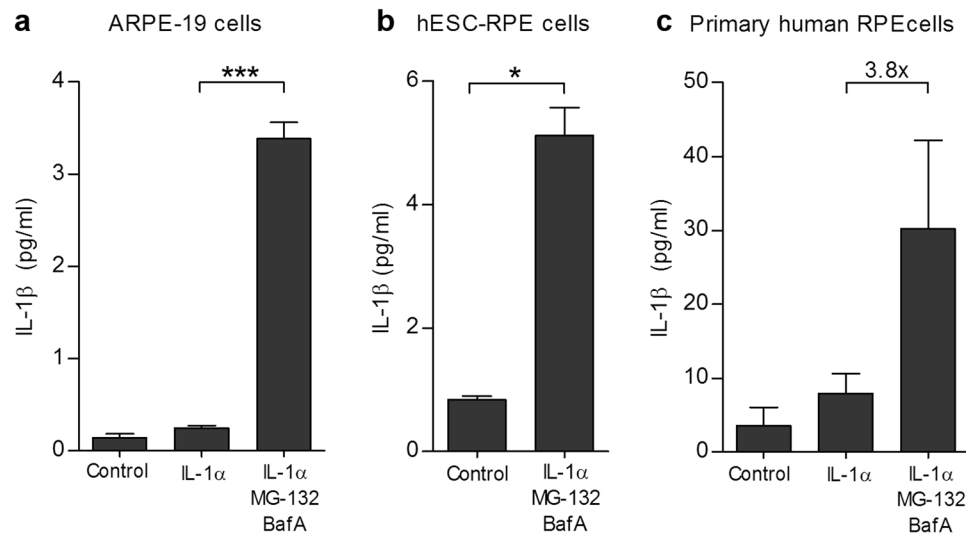 a ARPE-19 cells
IL-1β (pg/ml)
4
3
2
1
0
***
Control
IL-1α
IL-1α
MG-132
BafA
b hESC-RPE cells
IL-1β (pg/ml)
6
4
2
0
*
Control
IL-1α
MG-132
BafA
c Primary human RPEcells
IL-1β (pg/ml)
50
40
30
20
10
0
3.8x
Control
IL-1α
IL-1α
MG-132
BafA